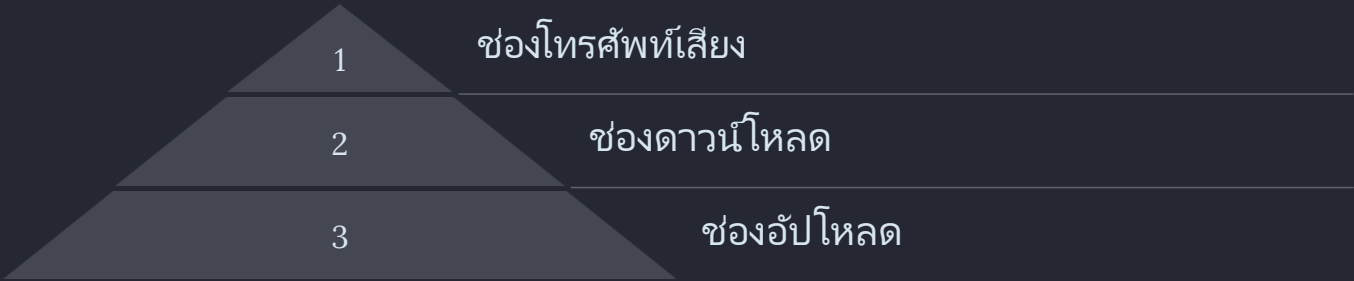 1 ช่องโทรศัพท์เสียง
2 ช่องดาวน์โหลด
3 ช่องอัปโหลด